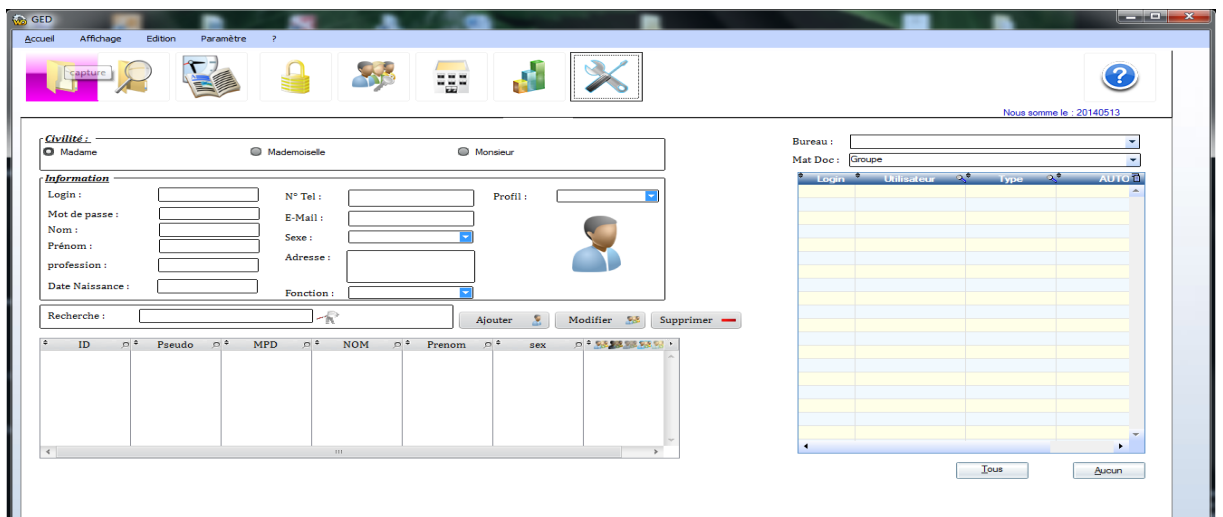 GED
Accueil Affichage Edition Paramètre ?
capture
Nous somme le : 20140513
Civilité :
Madame Mademoiselle Monsieur
Information
Login :
Mot de passe :
Nom :
Prénom :
profession :
Date Naissance :
N° Tel :
E-Mail :
Sexe :
Adresse :
Fonction :
Profil :
Recherche :
Ajouter Modifier Supprimer
ID Pseudo MPD NOM Prenom sex
Bureau :
Mat Doc : Groupe
Login Utilisateur Type AUTO
Tous Aucun